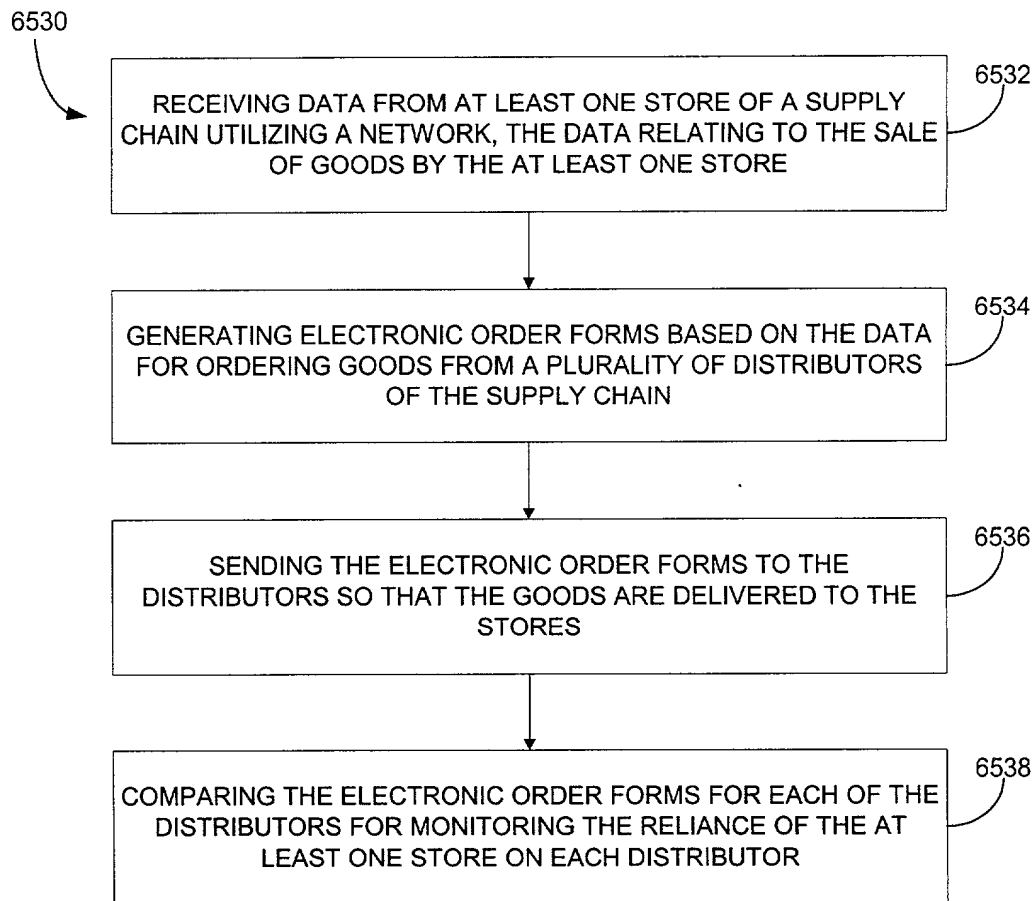 6530
6532
RECEIVING DATA FROM AT LEAST ONE STORE OF A SUPPLY
CHAIN UTILIZING A NETWORK, THE DATA RELATING TO THE SALE
OF GOODS BY THE AT LEAST ONE STORE
6534
GENERATING ELECTRONIC ORDER FORMS BASED ON THE DATA
FOR ORDERING GOODS FROM A PLURALITY OF DISTRIBUTORS
OF THE SUPPLY CHAIN
6536
SENDING THE ELECTRONIC ORDER FORMS TO THE
DISTRIBUTORS SO THAT THE GOODS ARE DELIVERED TO THE
STORES
6538
COMPARING THE ELECTRONIC ORDER FORMS FOR EACH OF THE
DISTRIBUTORS FOR MONITORING THE RELIANCE OF THE AT
LEAST ONE STORE ON EACH DISTRIBUTOR